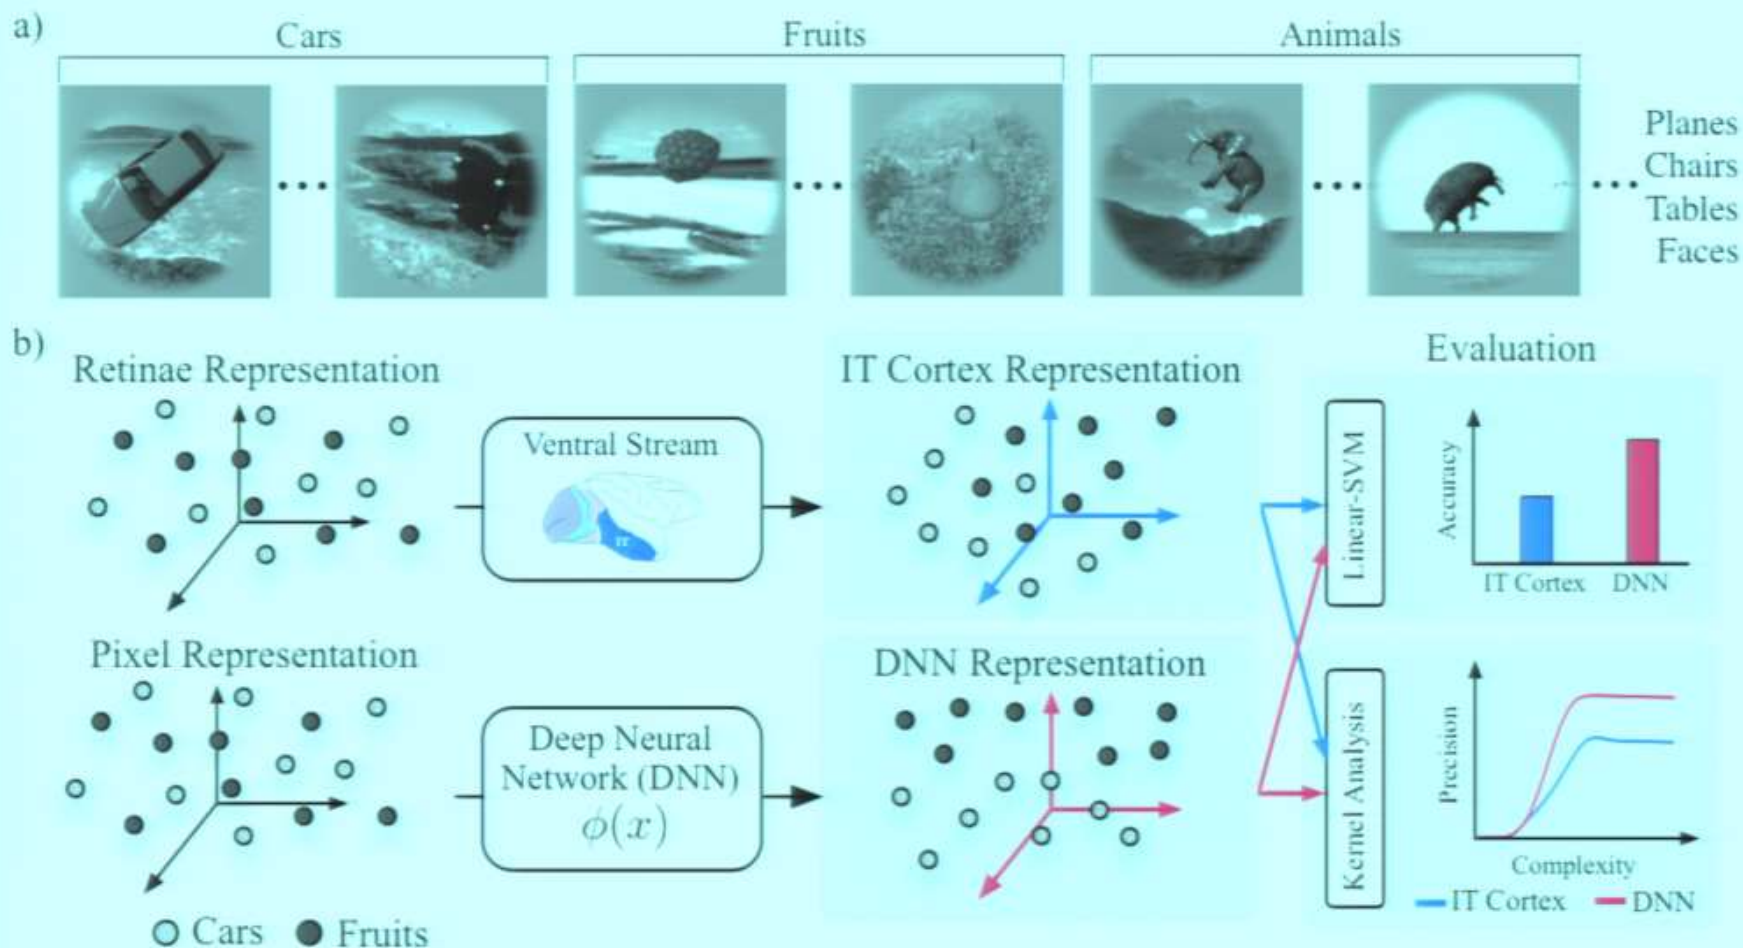 a)
Cars
Fruits
Animals
Planes
Chairs
Tables
Faces
b)
Retinae Representation
IT Cortex Representation
Evaluation
Ventral Stream
IT
Linear-SVM
Accuracy
IT Cortex
DNN
Pixel Representation
DNN Representation
Deep Neural
Network (DNN)
ϕ(x)
Kernel Analysis
Precision
Complexity
IT Cortex
DNN
Cars
Fruits